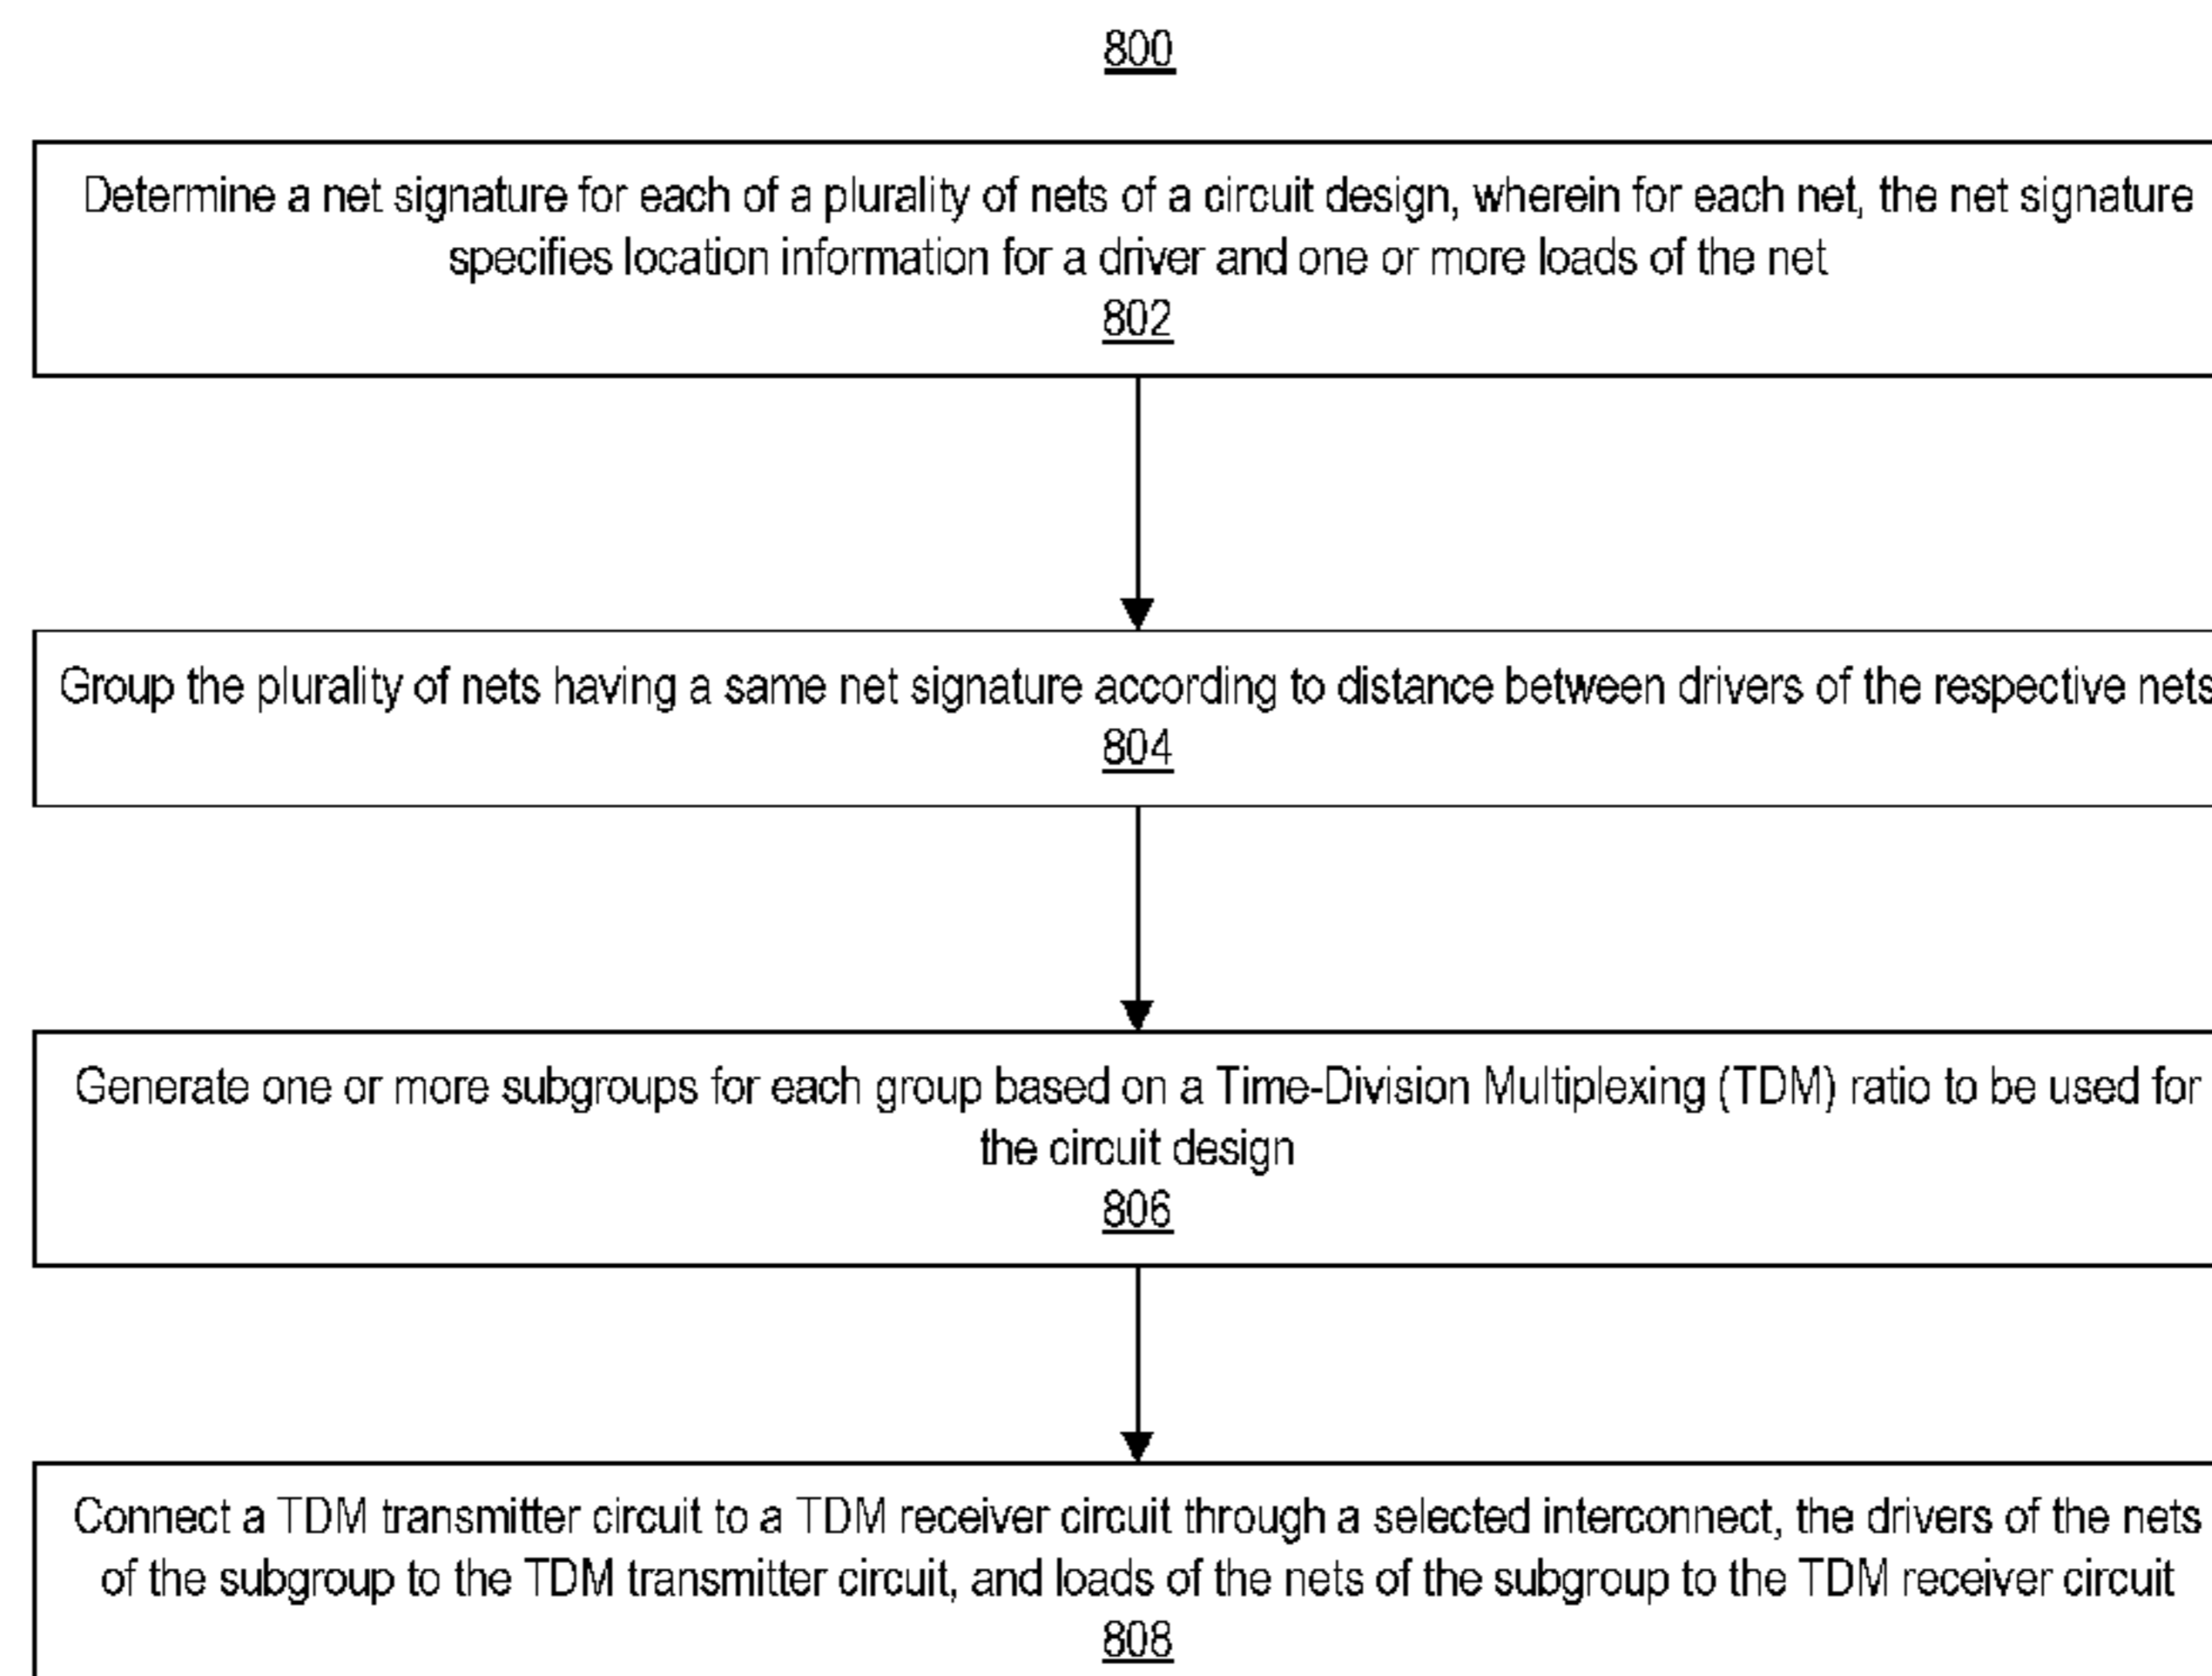 800
Determine a net signature for each of a plurality of nets of a circuit design, wherein for each net, the net signature
specifies location information for a driver and one or more loads of the net
802
Group the plurality of nets having a same net signature according to distance between drivers of the respective nets
804
Generate one or more subgroups for each group based on a Time-Division Multiplexing (TDM) ratio to be used for
the circuit design
806
Connect a TDM transmitter circuit to a TDM receiver circuit through a selected interconnect, the drivers of the nets
of the subgroup to the TDM transmitter circuit, and loads of the nets of the subgroup to the TDM receiver circuit
808